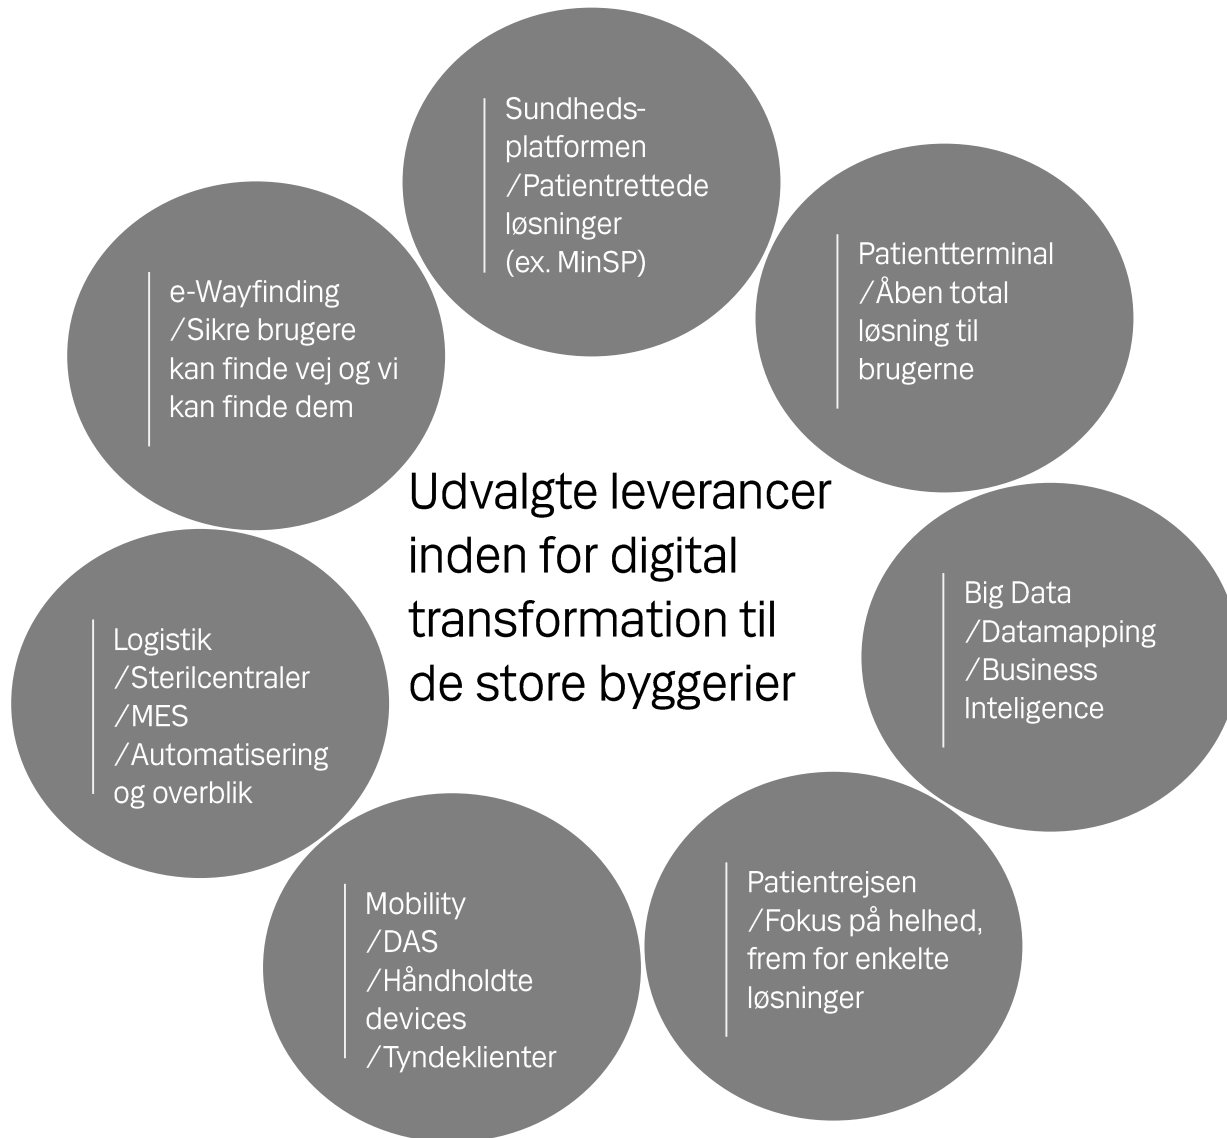 Sundheds-
platformen
/Patientrettede
løsninger
(ex. MinSP)
Patientterminal
/Åben total
løsning til
brugerne
e-Wayfinding
/Sikre brugere
kan finde vej og vi
kan finde dem
Udvalgte leverancer
inden for digital
transformation til
de store byggerier
Big Data
/Datamapping
/Business
Inteligence
Logistik
/Sterilcentraler
/MES
/Automatisering
og overblik
Patientrejsen
/Fokus på helhed,
frem for enkelte
løsninger
Mobility
/DAS
/Håndholdte
devices
/Tyndeklienter